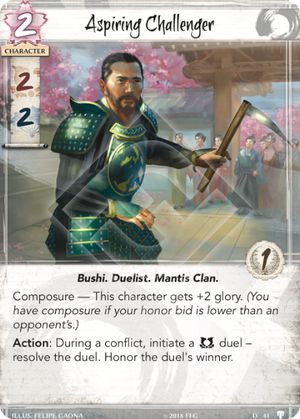 2
Aspiring Challenger
CHARACTER
2
2
1
Bushi. Duelist. Mantis Clan.
Composure — This character gets +2 glory. (You
have composure if your honor bid is lower than an
opponent's.)
Action: During a conflict, initiate a duel –
resolve the duel. Honor the duel's winner.
ILLUS. FELIPE GAONA
© 2018 FFG
D 41